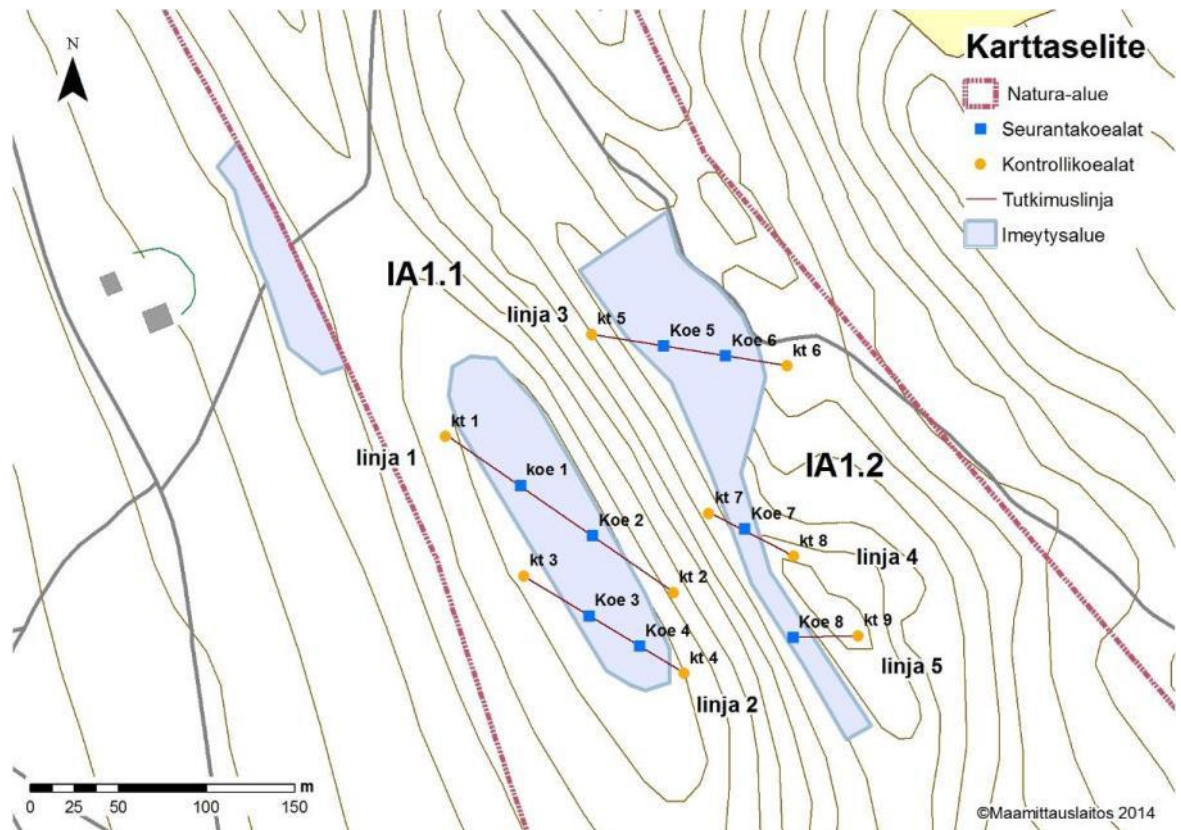 N
Karttaselite
Natura-alue
Seurantakoealat
Kontrollikoealat
Tutkimuslinja
Imeytysalue
IA1.1
linja 3
kt 5
Koe 5
Koe 6
kt 6
kt 1
linja 1
koe 1
IA1.2
kt 7
Koe 7
Koe 2
kt 8
linja 4
kt 3
kt 2
Koe 3
Koe 8
kt 9
Koe 4
kt 4
linja 5
linja 2
m
0 25 50 100 150
©Maamittauslaitos 2014